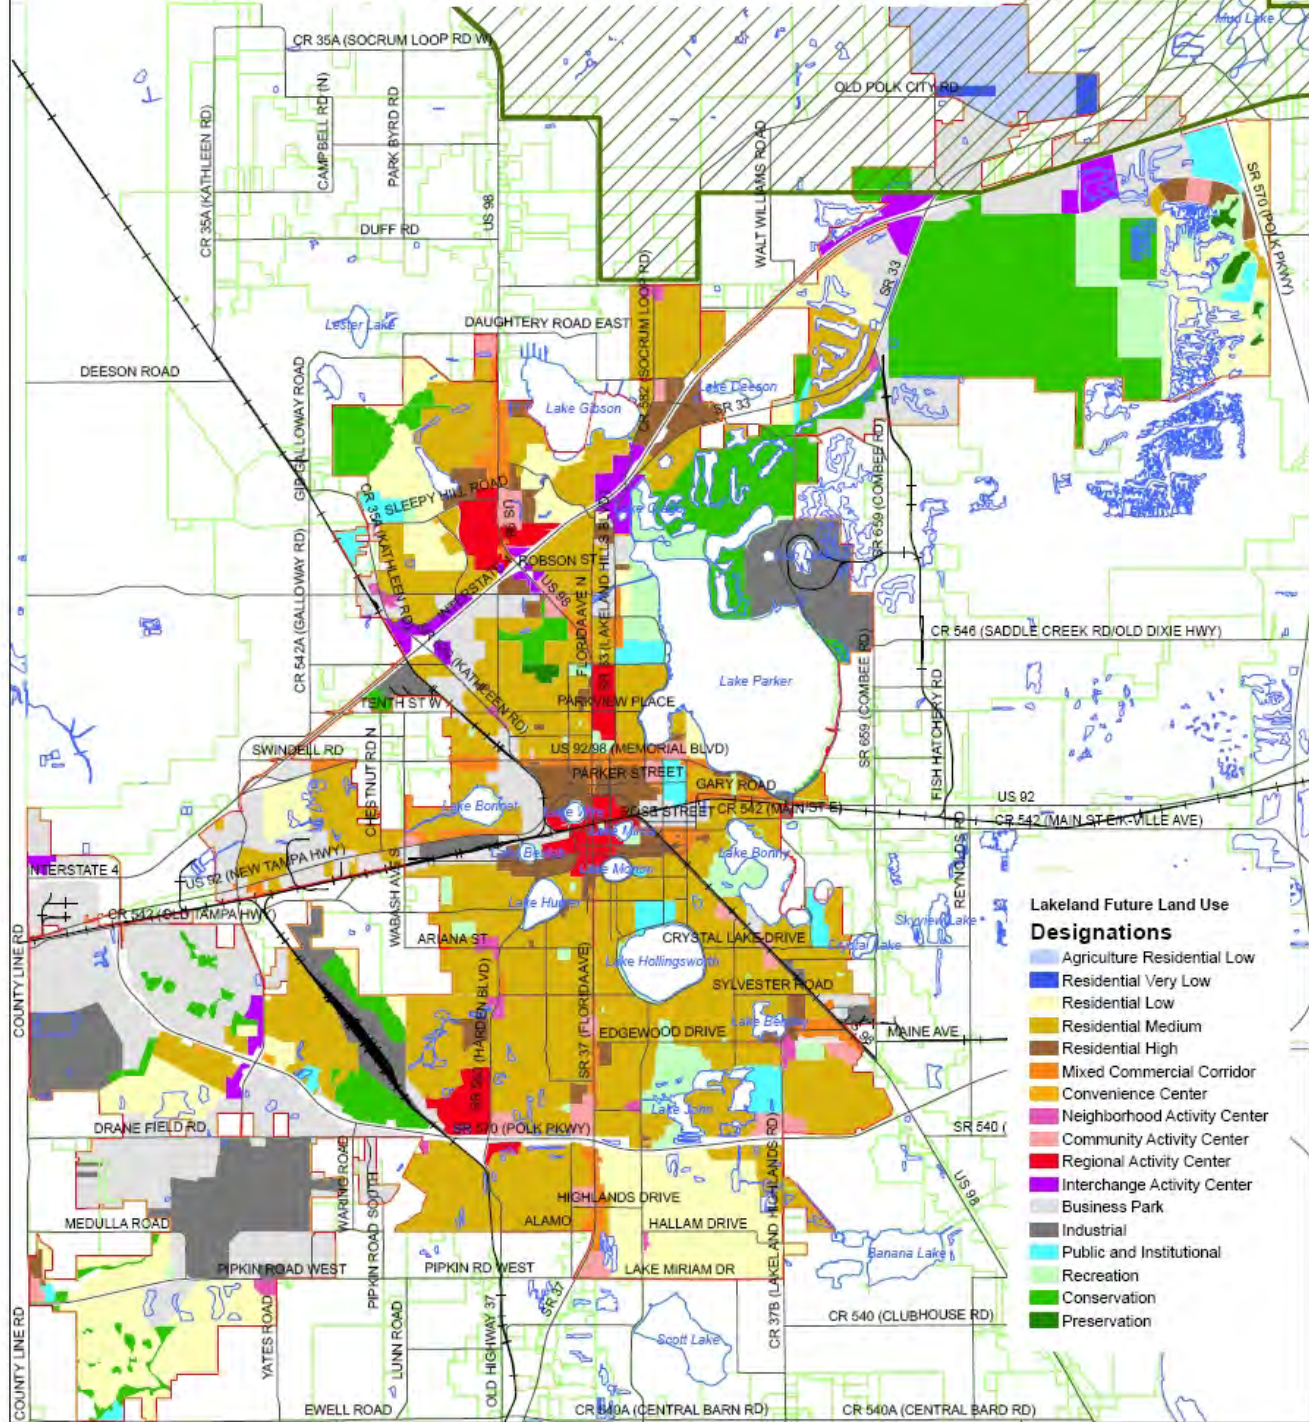 Mud Lake
CR 35A (SOCRUM LOOP RD W)
OLD POLK CITY RD
CAMPBELL RD (N)
PARK BYRD RD
CR 35A (KATHLEEN RD)
WALT WILLIAMS ROAD
SR 570 (POLK PKWY)
US 98
DUFF RD
SR 33
Lester Lake
DAUGHTERY ROAD EAST
CR 582 (SOCRUM LOOP RD)
DEESON ROAD
Lake Deeson
Lake Gibson
SR 33
GIB GALLOWAY ROAD
SLEEPY HILL ROAD
CR 35A (KATHLEEN RD)
US 98
SR 659 (COMBEE RD)
ROBSON ST
US 98
FLORIDA AVE N
SR 33 (LAKELAND HILLS BLVD)
CR 542A (GALLOWAY RD)
CR 546 (SADDLE CREEK RD/OLD DIXIE HWY)
(KATHLEEN RD)
Lake Parker
TENTH ST W
PARKVIEW PLACE
SR 659 (COMBEE RD)
FISH HATCHERY RD
SWINDELL RD
US 92/98 (MEMORIAL BLVD)
PARKER STREET
GARY ROAD
CHESTNUT RD N
US 92
Lake Bonnet
ROSE STREET
CR 542 (MAIN ST E)
CR 542 (MAIN ST E/K-VILLE AVE)
Lake Mirror
Lake Bonny
US 92 (NEW TAMPA HWY)
NTERSTATE 4
Lake Morton
REYNOLDS RD
Lake Hunter
CR 542 (OLD TAMPA HWY)
WABASH AVE S
ARIANA ST
CRYSTAL LAKE DRIVE
Skyview Lake
Crystal Lake
COUNTY LINE RD
Lake Hollingsworth
SYLVESTER ROAD
EDGEWOOD DRIVE
MAINE AVE
SR 37 (FLORIDA AVE)
(HARDEN BLVD)
Lake John
DRANE FIELD RD
SR 570 (POLK PKWY)
SR 540 (
US 98
WARING ROAD
PIPKIN ROAD SOUTH
HIGHLANDS DRIVE
MEDULLA ROAD
ALAMO
HALLAM DRIVE
CR 37B (LAKELAND HIGHLANDS RD)
Banana Lake
PIPKIN ROAD WEST
PIPKIN RD WEST
LAKE MIRIAM DR
SR 37
COUNTY LINE RD
YATES ROAD
LUNN ROAD
OLD HIGHWAY 37
Scott Lake
CR 540 (CLUBHOUSE RD)
EWELL ROAD
CR 540A (CENTRAL BARN RD)
CR 540A (CENTRAL BARD RD)
Lakeland Future Land Use
Designations
Agriculture Residential Low
Residential Very Low
Residential Low
Residential Medium
Residential High
Mixed Commercial Corridor
Convenience Center
Neighborhood Activity Center
Community Activity Center
Regional Activity Center
Interchange Activity Center
Business Park
Industrial
Public and Institutional
Recreation
Conservation
Preservation